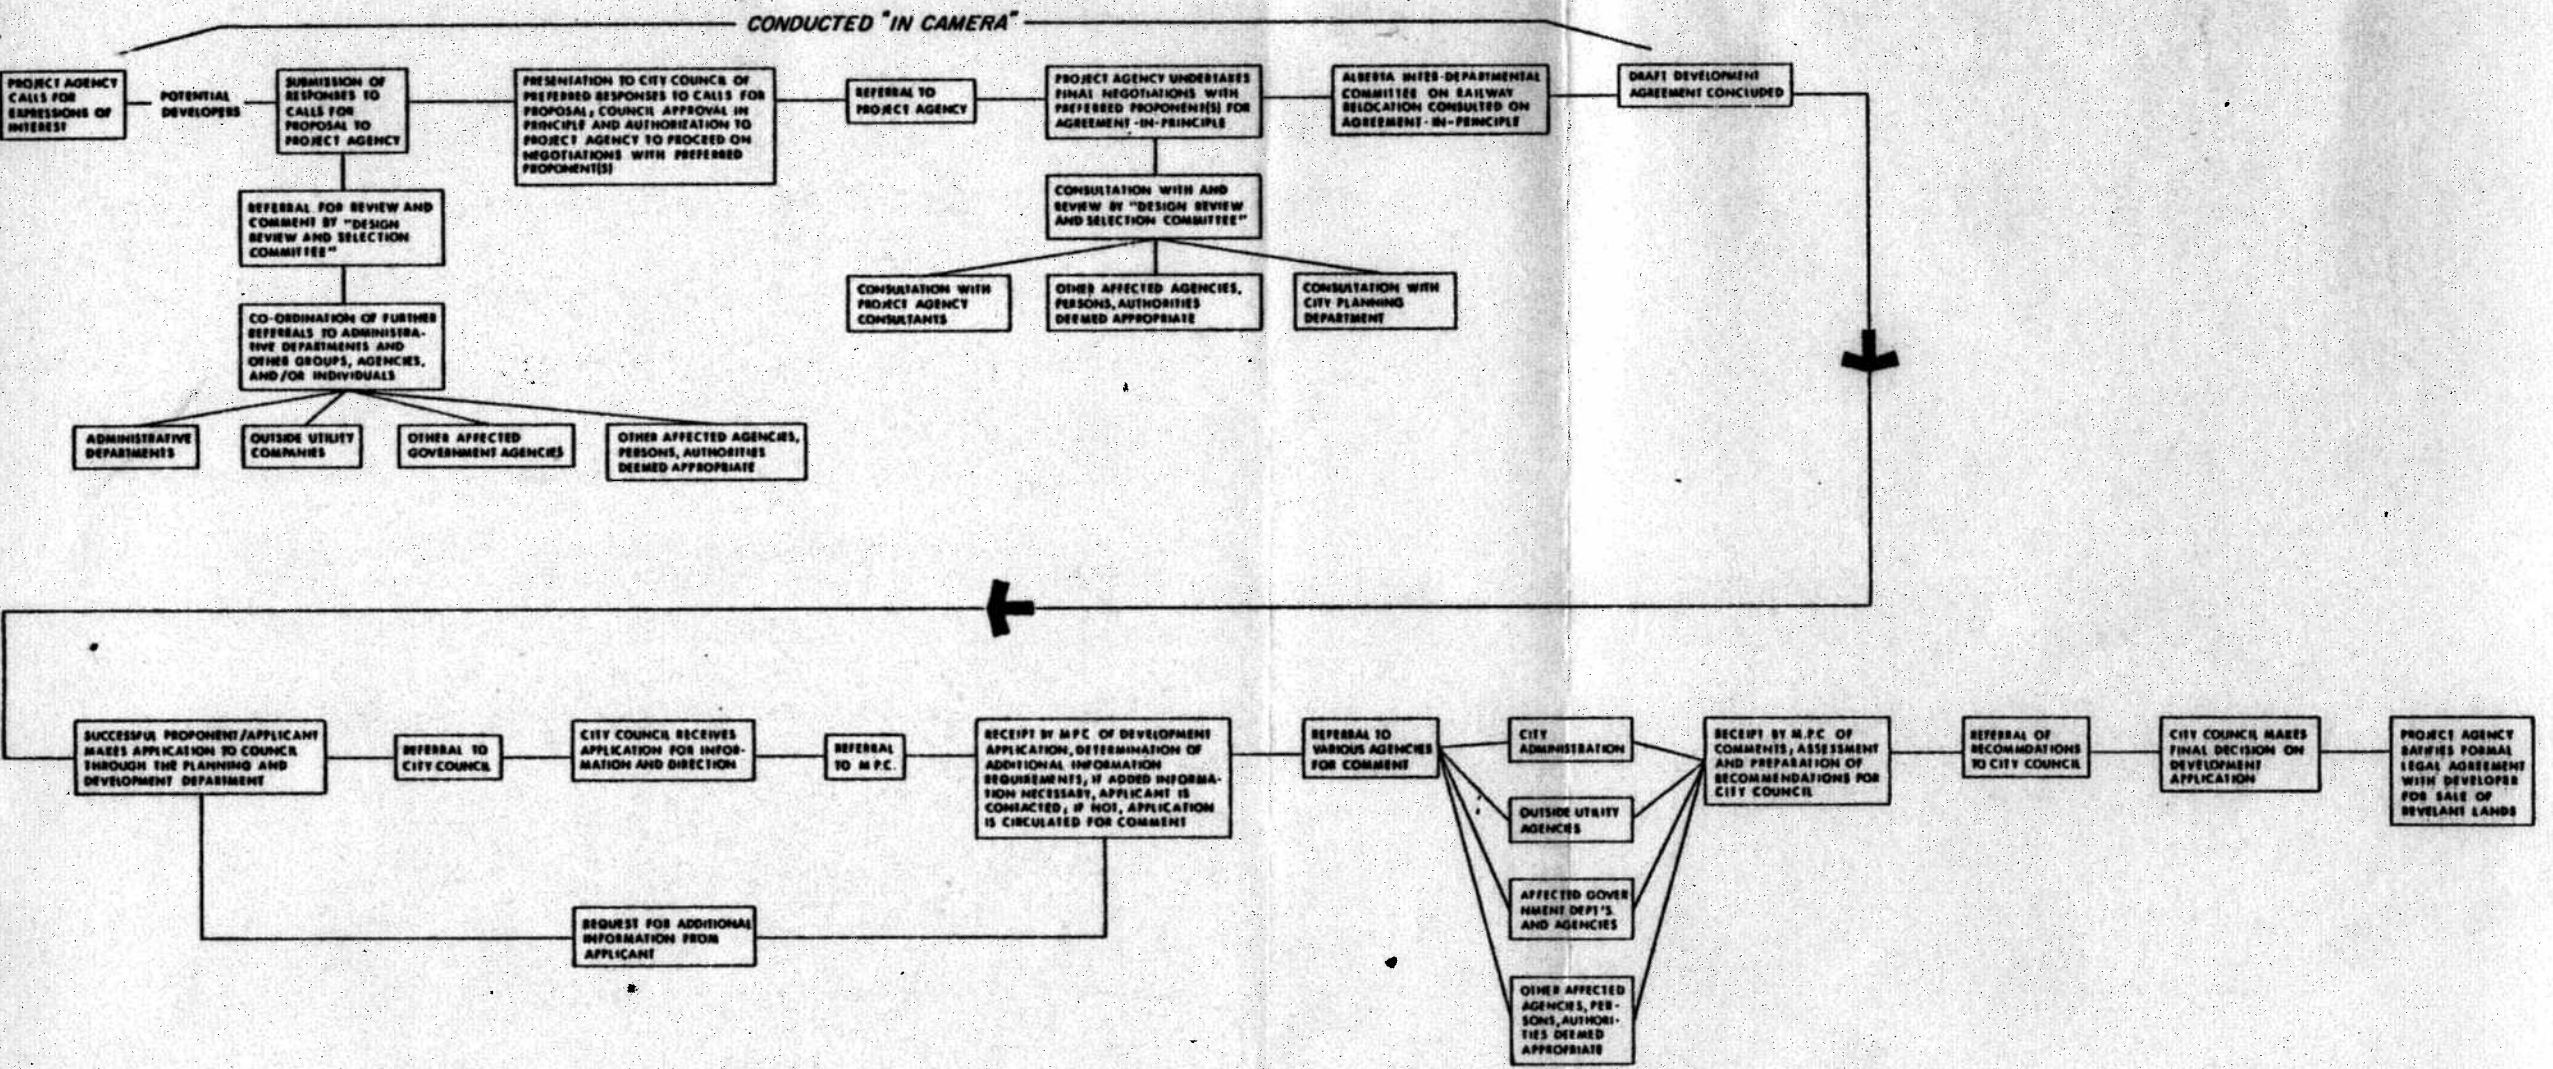 CONDUCTED "IN CAMERA"
PROJECT AGENCY
CALLS FOR
EXPRESSIONS OF
INTEREST
POTENTIAL
DEVELOPERS
SUBMISSION OF
RESPONSES TO
CALLS FOR
PROPOSAL TO
PROJECT AGENCY
PRESENTATION TO CITY COUNCIL OF
PREFERRED RESPONSES TO CALLS FOR
PROPOSAL; COUNCIL APPROVAL IN
PRINCIPLE AND AUTHORIZATION TO
PROJECT AGENCY TO PROCEED ON
NEGOTIATIONS WITH PREFERRED
PROPONENT(S)
REFERRAL TO
PROJECT AGENCY
PROJECT AGENCY UNDERTAKES
FINAL NEGOTIATIONS WITH
PREFERRED PROPONENT(S) FOR
AGREEMENT-IN-PRINCIPLE
ALBERTA INTER-DEPARTMENTAL
COMMITTEE ON RAILWAY
RELOCATION CONSULTED ON
AGREEMENT-IN-PRINCIPLE
DRAFT DEVELOPMENT
AGREEMENT CONCLUDED
REFERRAL FOR REVIEW AND
COMMENT BY "DESIGN
REVIEW AND SELECTION
COMMITTEE"
CONSULTATION WITH AND
REVIEW BY "DESIGN REVIEW
AND SELECTION COMMITTEE"
CO-ORDINATION OF FURTHER
REFERRALS TO ADMINISTRA-
TIVE DEPARTMENTS AND
OTHER GROUPS, AGENCIES,
AND/OR INDIVIDUALS
CONSULTATION WITH
PROJECT AGENCY
CONSULTANTS
OTHER AFFECTED AGENCIES,
PERSONS, AUTHORITIES
DEEMED APPROPRIATE
CONSULTATION WITH
CITY PLANNING
DEPARTMENT
ADMINISTRATIVE
DEPARTMENTS
OUTSIDE UTILITY
COMPANIES
OTHER AFFECTED
GOVERNMENT AGENCIES
OTHER AFFECTED AGENCIES,
PERSONS, AUTHORITIES
DEEMED APPROPRIATE
SUCCESSFUL PROPONENT/APPLICANT
MAKES APPLICATION TO COUNCIL
THROUGH THE PLANNING AND
DEVELOPMENT DEPARTMENT
REFERRAL TO
CITY COUNCIL
CITY COUNCIL RECEIVES
APPLICATION FOR INFOR-
MATION AND DIRECTION
REFERRAL
TO M.P.C.
RECEIPT BY MPC OF DEVELOPMENT
APPLICATION, DETERMINATION OF
ADDITIONAL INFORMATION
REQUIREMENTS, IF ADDED INFORMA-
TION NECESSARY, APPLICANT IS
CONTACTED; IF NOT, APPLICATION
IS CIRCULATED FOR COMMENT
REFERRAL TO
VARIOUS AGENCIES
FOR COMMENT
CITY
ADMINISTRATION
OUTSIDE UTILITY
AGENCIES
AFFECTED GOVER
NMENT DEPT'S
AND AGENCIES
OTHER AFFECTED
AGENCIES, PER-
SONS, AUTHORI-
TIES DEEMED
APPROPRIATE
RECEIPT BY M.P.C OF
COMMENTS; ASSESSMENT
AND PREPARATION OF
RECOMMENDATIONS FOR
CITY COUNCIL
REFERRAL OF
RECOMMDATIONS
TO CITY COUNCIL
CITY COUNCIL MAKES
FINAL DECISION ON
DEVELOPMENT
APPLICATION
PROJECT AGENCY
RATIFIES FORMAL
LEGAL AGREEMENT
WITH DEVELOPER
FOR SALE OF
REVELANT LANDS
REQUEST FOR ADDITIONAL
INFORMATION FROM
APPLICANT